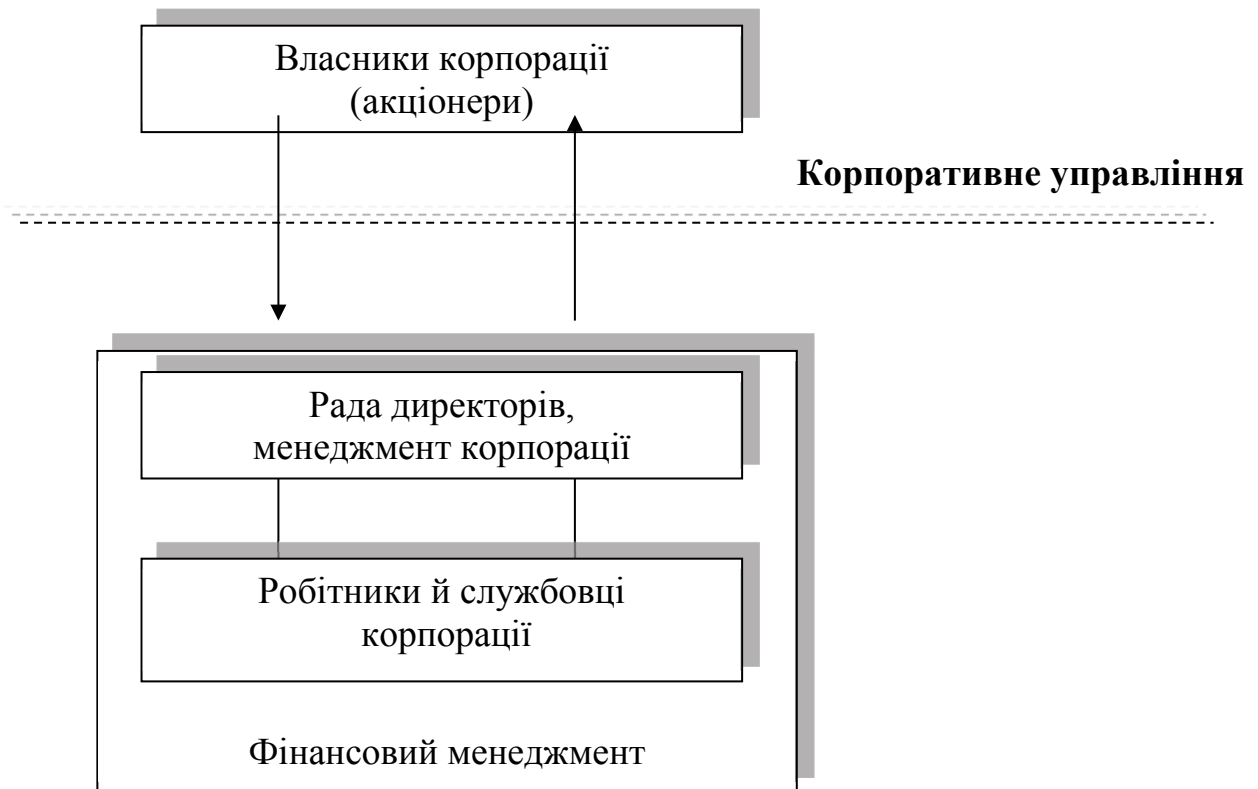 Власники корпорації
(акціонери)
Корпоративне управління
Рада директорів,
менеджмент корпорації
Робітники й службовці
корпорації
Фінансовий менеджмент